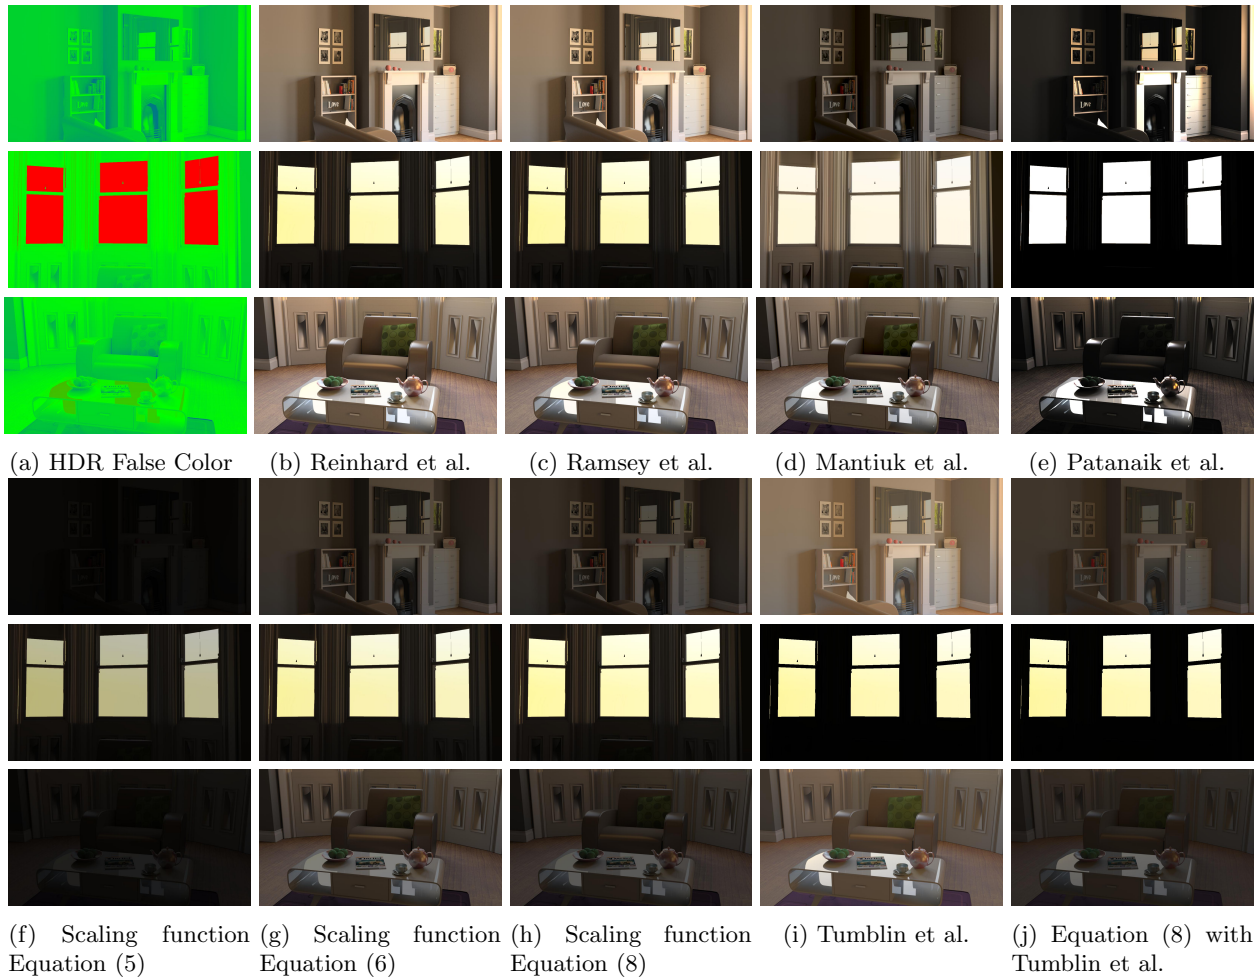 (a) HDR False Color
(b) Reinhard et al.
(c) Ramsey et al.
(d) Mantiuk et al.
(e) Patanaik et al.
(f) Scaling function
Equation (5)
(g) Scaling function
Equation (6)
(h) Scaling function
Equation (8)
(i) Tumblin et al.
(j) Equation (8) with
Tumblin et al.